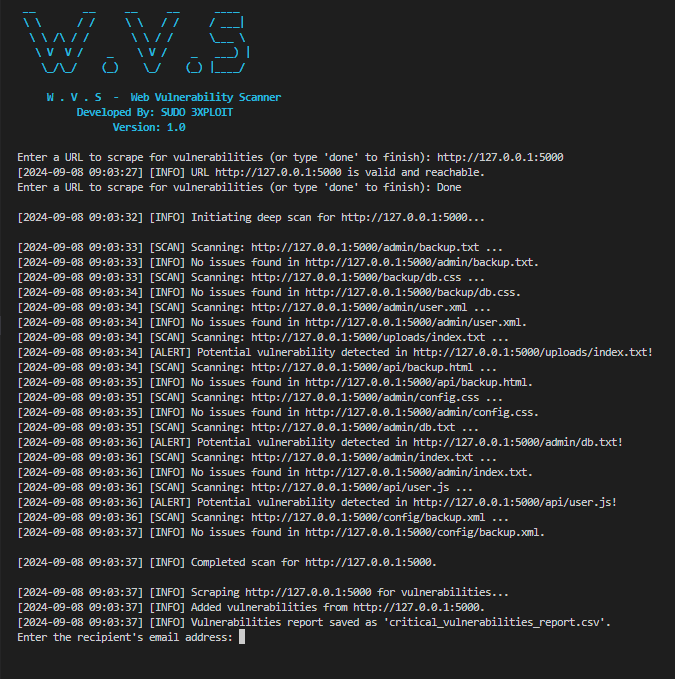 W.V.S
W . V . S  -  Web Vulnerability Scanner
Developed By: SUDO 3XPLOIT
Version: 1.0
Enter a URL to scrape for vulnerabilities (or type 'done' to finish): http://127.0.0.1:5000
[2024-09-08 09:03:27] [INFO] URL http://127.0.0.1:5000 is valid and reachable.
Enter a URL to scrape for vulnerabilities (or type 'done' to finish): Done
[2024-09-08 09:03:32] [INFO] Initiating deep scan for http://127.0.0.1:5000...
[2024-09-08 09:03:33] [SCAN] Scanning: http://127.0.0.1:5000/admin/backup.txt ...
[2024-09-08 09:03:33] [INFO] No issues found in http://127.0.0.1:5000/admin/backup.txt.
[2024-09-08 09:03:33] [SCAN] Scanning: http://127.0.0.1:5000/backup/db.css ...
[2024-09-08 09:03:34] [INFO] No issues found in http://127.0.0.1:5000/backup/db.css.
[2024-09-08 09:03:34] [SCAN] Scanning: http://127.0.0.1:5000/admin/user.xml ...
[2024-09-08 09:03:34] [INFO] No issues found in http://127.0.0.1:5000/admin/user.xml.
[2024-09-08 09:03:34] [SCAN] Scanning: http://127.0.0.1:5000/uploads/index.txt ...
[2024-09-08 09:03:34] [ALERT] Potential vulnerability detected in http://127.0.0.1:5000/uploads/index.txt!
[2024-09-08 09:03:34] [SCAN] Scanning: http://127.0.0.1:5000/api/backup.html ...
[2024-09-08 09:03:35] [INFO] No issues found in http://127.0.0.1:5000/api/backup.html.
[2024-09-08 09:03:35] [SCAN] Scanning: http://127.0.0.1:5000/admin/config.css ...
[2024-09-08 09:03:35] [INFO] No issues found in http://127.0.0.1:5000/admin/config.css.
[2024-09-08 09:03:35] [SCAN] Scanning: http://127.0.0.1:5000/admin/db.txt ...
[2024-09-08 09:03:36] [ALERT] Potential vulnerability detected in http://127.0.0.1:5000/admin/db.txt!
[2024-09-08 09:03:36] [SCAN] Scanning: http://127.0.0.1:5000/admin/index.txt ...
[2024-09-08 09:03:36] [INFO] No issues found in http://127.0.0.1:5000/admin/index.txt.
[2024-09-08 09:03:36] [SCAN] Scanning: http://127.0.0.1:5000/api/user.js ...
[2024-09-08 09:03:36] [ALERT] Potential vulnerability detected in http://127.0.0.1:5000/api/user.js!
[2024-09-08 09:03:36] [SCAN] Scanning: http://127.0.0.1:5000/config/backup.xml ...
[2024-09-08 09:03:37] [INFO] No issues found in http://127.0.0.1:5000/config/backup.xml.
[2024-09-08 09:03:37] [INFO] Completed scan for http://127.0.0.1:5000.
[2024-09-08 09:03:37] [INFO] Scraping http://127.0.0.1:5000 for vulnerabilities...
[2024-09-08 09:03:37] [INFO] Added vulnerabilities from http://127.0.0.1:5000.
[2024-09-08 09:03:37] [INFO] Vulnerabilities report saved as 'critical_vulnerabilities_report.csv'.
Enter the recipient's email address: